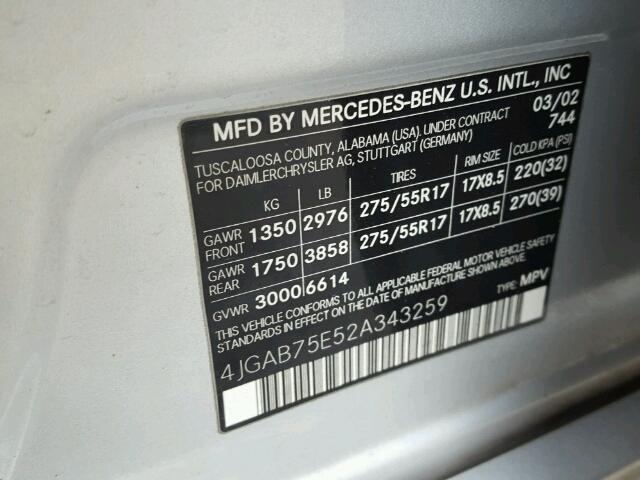 MFD BY MERCEDES-BENZ U.S. INTL., INC
TUSCALOOSA COUNTY, ALABAMA (USA). UNDER CONTRACT 03/02
FOR DAIMLERCHRYSLER AG, STUTTGART (GERMANY) 744
KG LB TIRES RIM SIZE COLD KPA (PSI)
GAWR FRONT 1350 2976 275/55R17 17X8.5 220(32)
GAWR REAR 1750 3858 275/55R17 17X8.5 270(39)
GVWR 3000 6614
THIS VEHICLE CONFORMS TO ALL APPLICABLE FEDERAL MOTOR VEHICLE SAFETY
STANDARDS IN EFFECT ON THE DATE OF MANUFACTURE SHOWN ABOVE.
4JGAB75E52A343259 TYPE: MPV